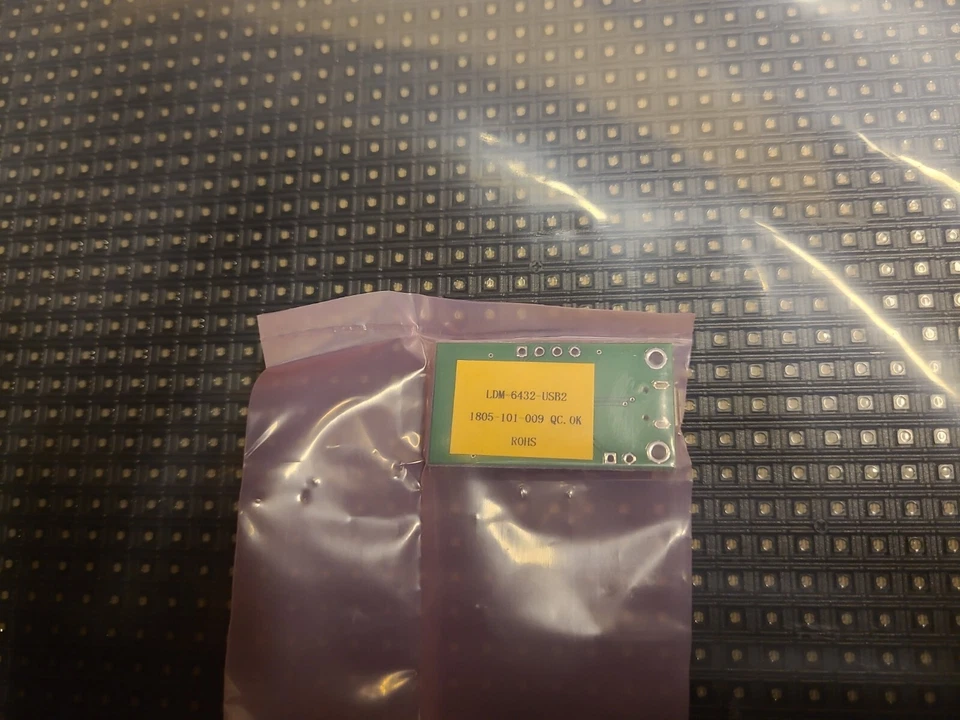 LDM-6432-USB2
1805-101-009 QC.OK
ROHS